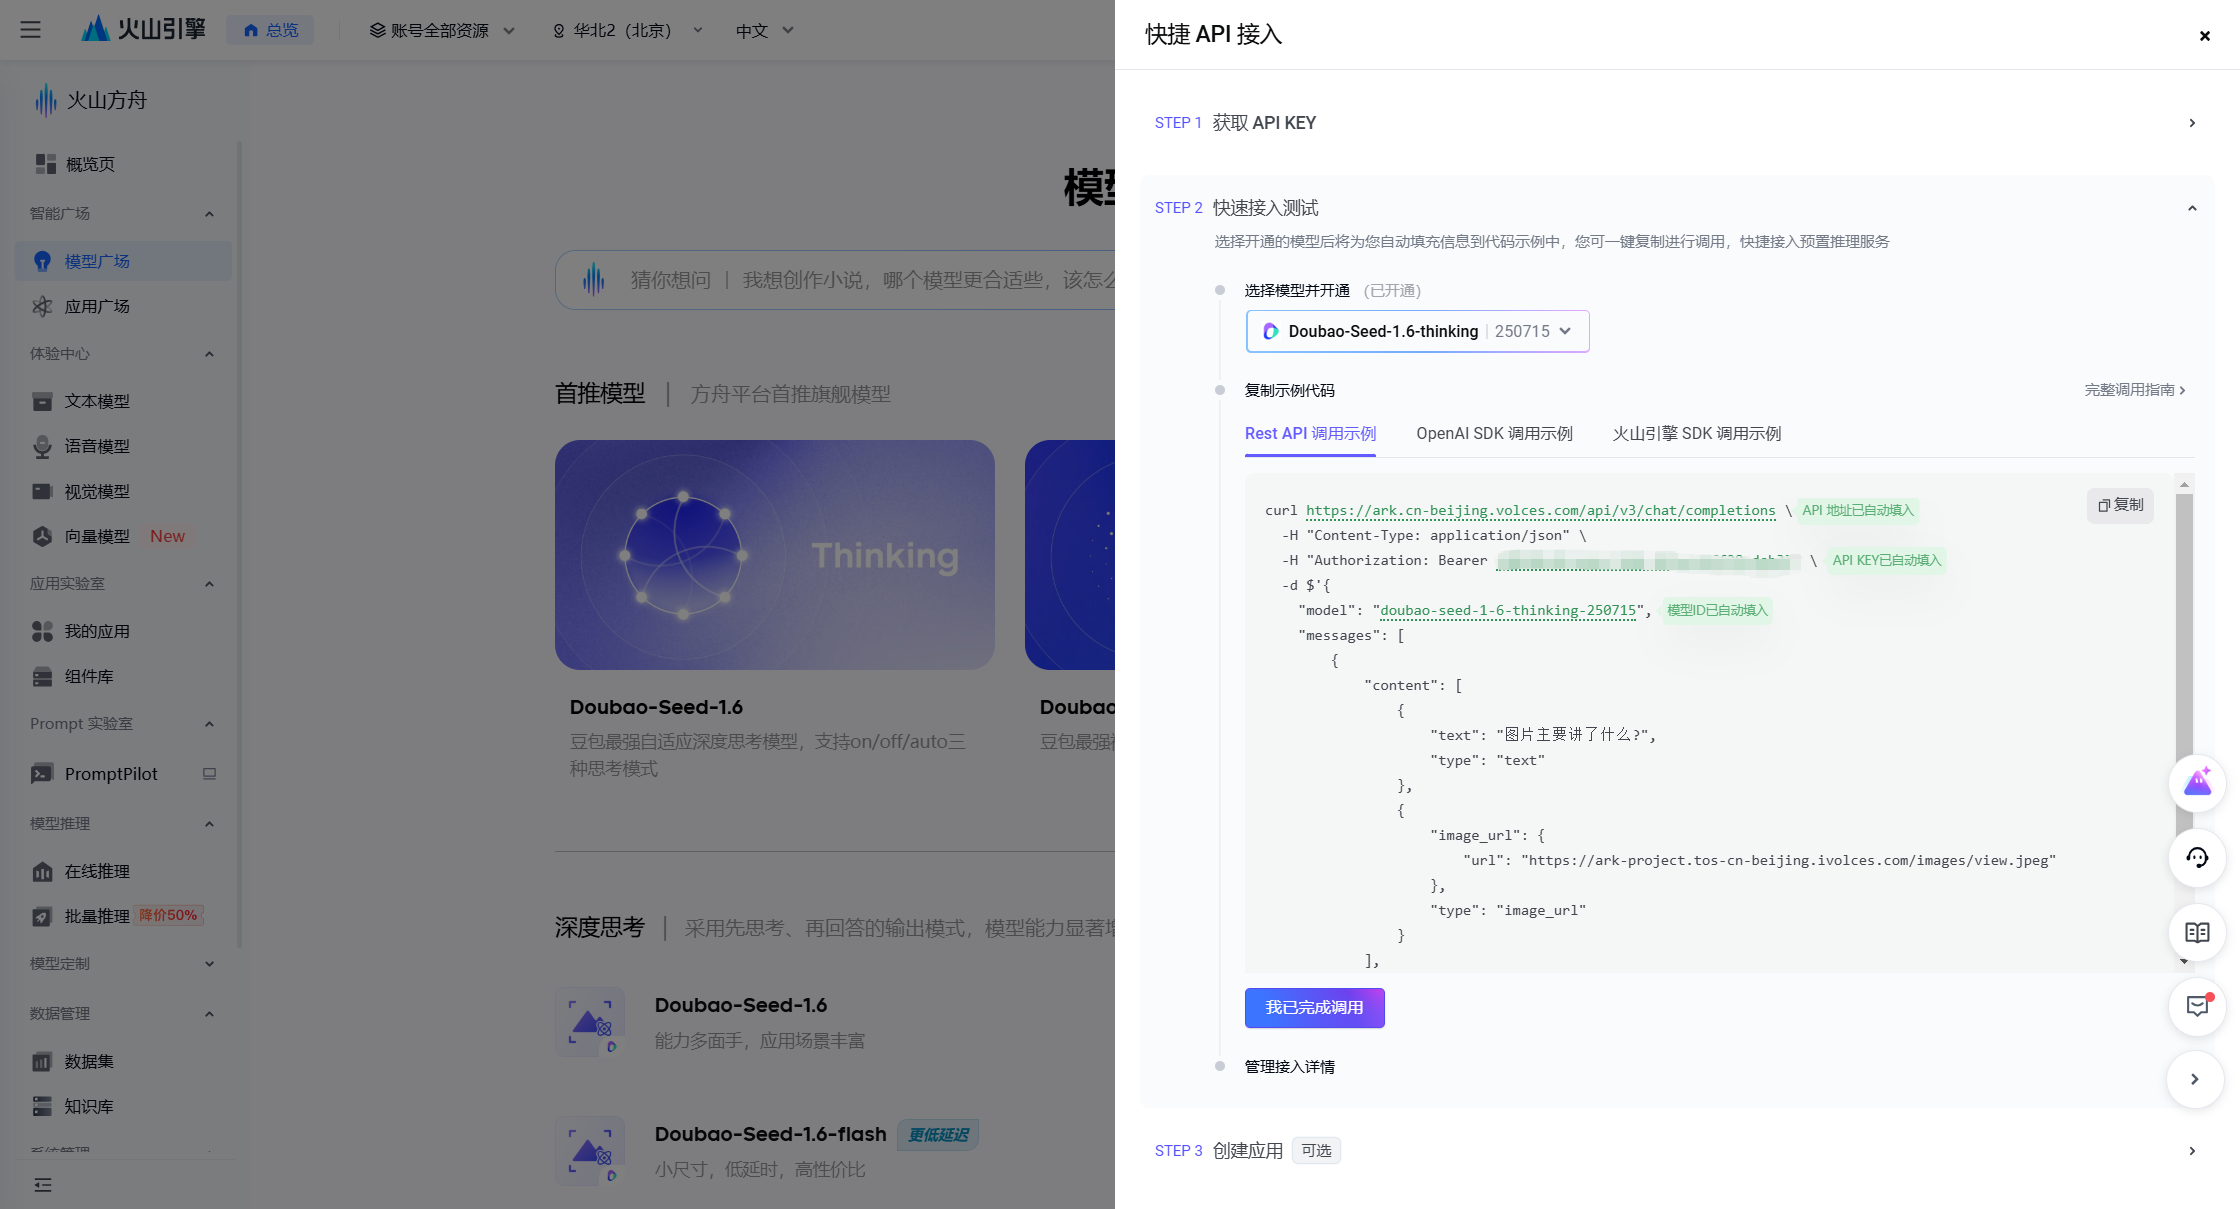 火山引擎
总览
账号全部资源
华北2（北京）
中文
火山方舟
概览页
智能广场
模型广场
应用广场
体验中心
文本模型
语音模型
视觉模型
向量模型 New
应用实验室
我的应用
组件库
Prompt 实验室
PromptPilot
模型推理
在线推理
批量推理 降价50%
模型定制
数据管理
数据集
知识库
猜你想问 | 我想创作小说，哪个模型更合适些，该怎么
首推模型 | 方舟平台首推旗舰模型
Thinking
Doubao-Seed-1.6
豆包最强自适应深度思考模型，支持on/off/auto三
种思考模式
深度思考 | 采用先思考、再回答的输出模式，模型能力显著增
Doubao-Seed-1.6
能力多面手，应用场景丰富
Doubao-Seed-1.6-flash 更低延迟
小尺寸，低延时，高性价比
快捷 API 接入
STEP 1 获取 API KEY
STEP 2 快速接入测试
选择开通的模型后将为您自动填充信息到代码示例中，您可一键复制进行调用，快捷接入预置推理服务
选择模型并开通 （已开通）
Doubao-Seed-1.6-thinking | 250715
复制示例代码
完整调用指南
Rest API 调用示例
OpenAI SDK 调用示例
火山引擎 SDK 调用示例
复制
curl https://ark.cn-beijing.volces.com/api/v3/chat/completions \ API 地址已自动填入
-H "Content-Type: application/json" \
-H "Authorization: Bearer \ API KEY已自动填入
-d $'{
"model": "doubao-seed-1-6-thinking-250715", 模型ID已自动填入
"messages": [
{
"content": [
{
"text": "图片主要讲了什么?",
"type": "text"
},
{
"image_url": {
"url": "https://ark-project.tos-cn-beijing.ivolces.com/images/view.jpeg"
},
"type": "image_url"
}
],
我已完成调用
管理接入详情
STEP 3 创建应用 可选